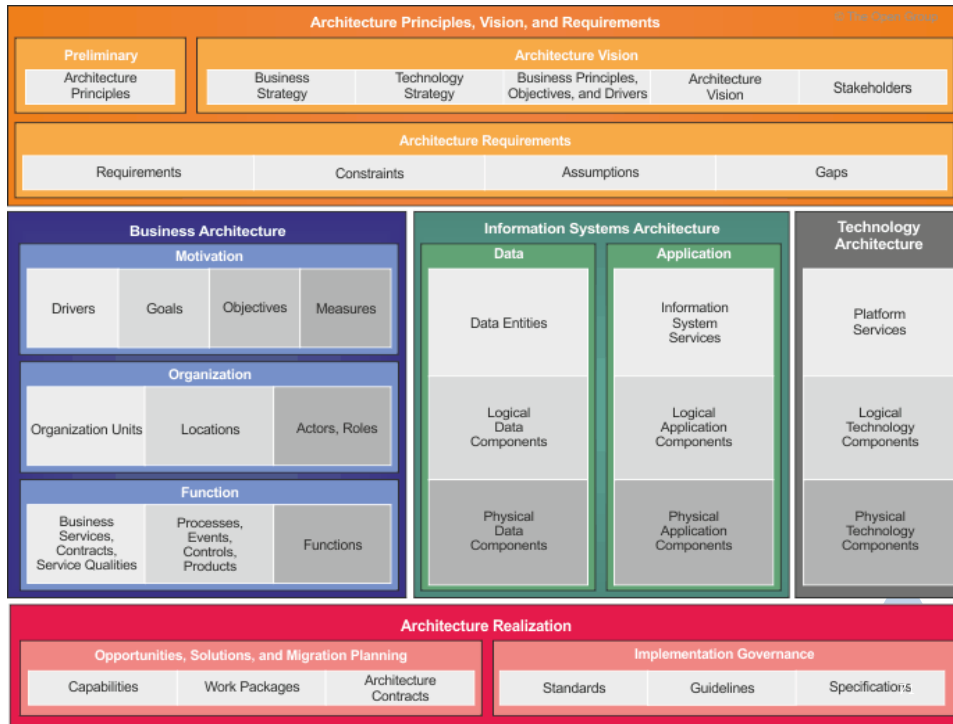 © The Open Group
Architecture Principles, Vision, and Requirements
Preliminary
Architecture
Principles
Architecture Vision
Business
Strategy
Technology
Strategy
Business Principles,
Objectives, and Drivers
Architecture
Vision
Stakeholders
Architecture Requirements
Requirements
Constraints
Assumptions
Gaps
Business Architecture
Motivation
Drivers
Goals
Objectives
Measures
Organization
Organization Units
Locations
Actors, Roles
Function
Business
Services,
Contracts,
Service Qualities
Processes,
Events,
Controls,
Products
Functions
Information Systems Architecture
Data
Data Entities
Logical
Data
Components
Physical
Data
Components
Application
Information
System
Services
Logical
Application
Components
Physical
Application
Components
Technology
Architecture
Platform
Services
Logical
Technology
Components
Physical
Technology
Components
Architecture Realization
Opportunities, Solutions, and Migration Planning
Capabilities
Work Packages
Architecture
Contracts
Implementation Governance
Standards
Guidelines
Specifications